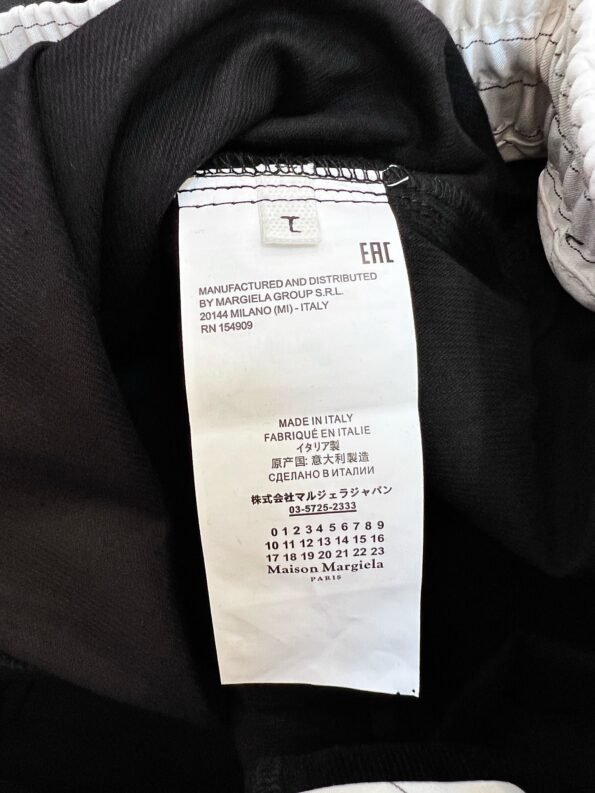 EAC
MANUFACTURED AND DISTRIBUTED
BY MARGIELA GROUP S.R.L.
20144 MILANO (MI) - ITALY
RN 154909
MADE IN ITALY
FABRIQUÉ EN ITALIE
イタリア製
原产国: 意大利製造
СДЕЛАНО В ИТАЛИИ
株式会社マルジェラジャパン
03-5725-2333
0 1 2 3 4 5 6 7 8 9
10 11 12 13 14 15 16
17 18 19 20 21 22 23
Maison Margiela
PARIS